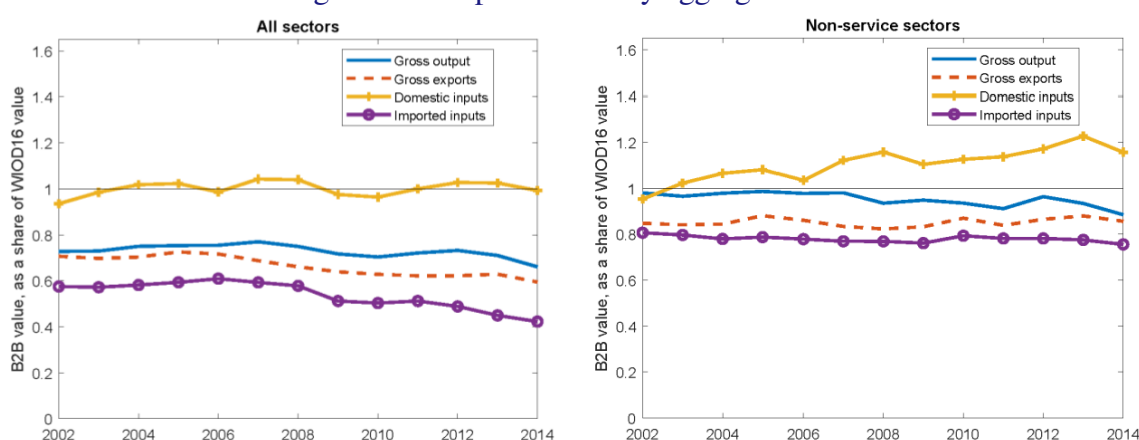 All sectors
B2B value, as a share of WIOD16 value
1.6
1.4
1.2
1
0.8
0.6
0.4
0.2
0
Gross output
Gross exports
Domestic inputs
Imported inputs
2002 2004 2006 2008 2010 2012 2014
Non-service sectors
B2B value, as a share of WIOD16 value
1.6
1.4
1.2
1
0.8
0.6
0.4
0.2
0
Gross output
Gross exports
Domestic inputs
Imported inputs
2002 2004 2006 2008 2010 2012 2014